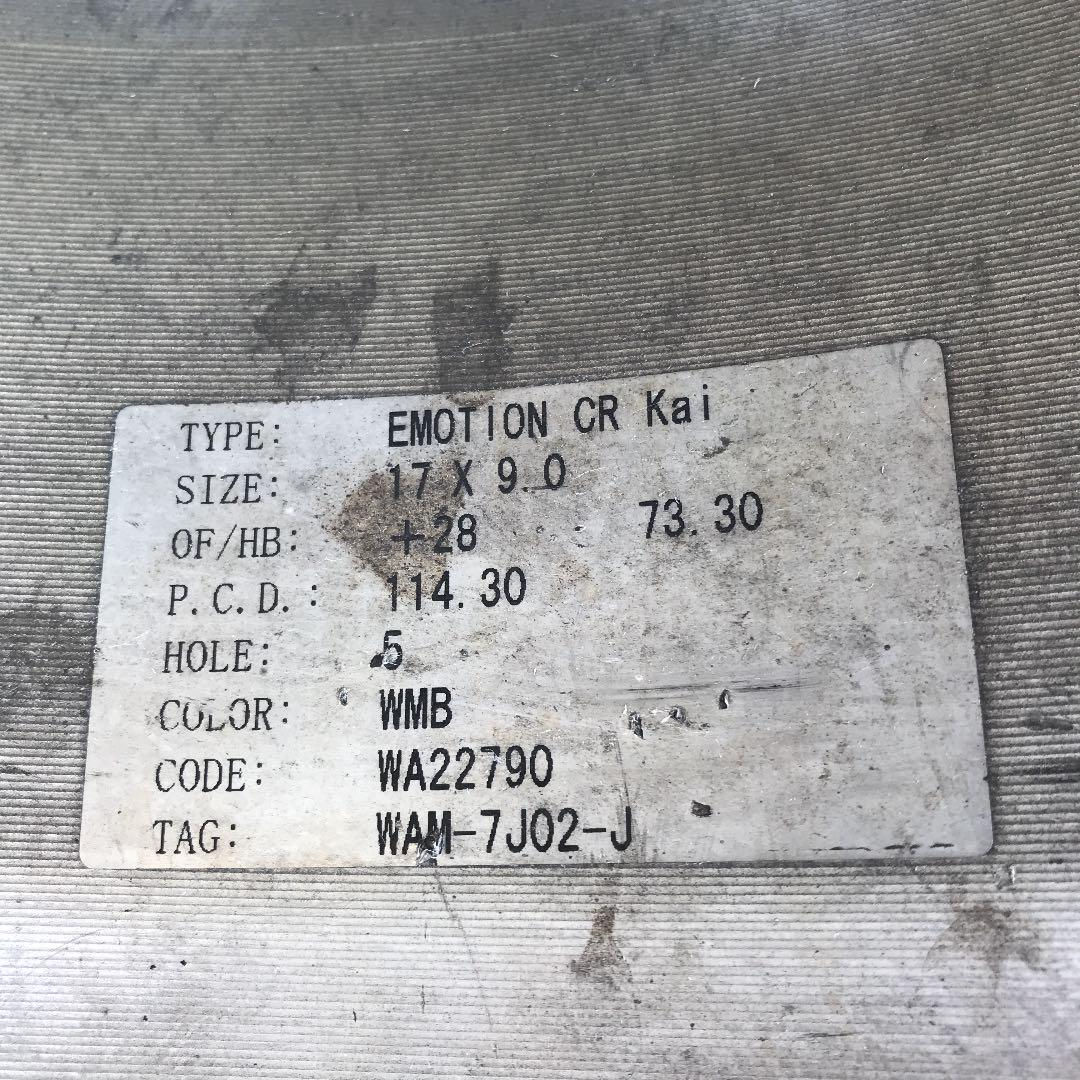 TYPE: EMOTION CR Kai
SIZE: 17 X 9.0
OF/HB: +28 73.30
P.C.D.: 114.30
HOLE: 5
COLOR: WMB
CODE: WA22790
TAG: WAM-7J02-J